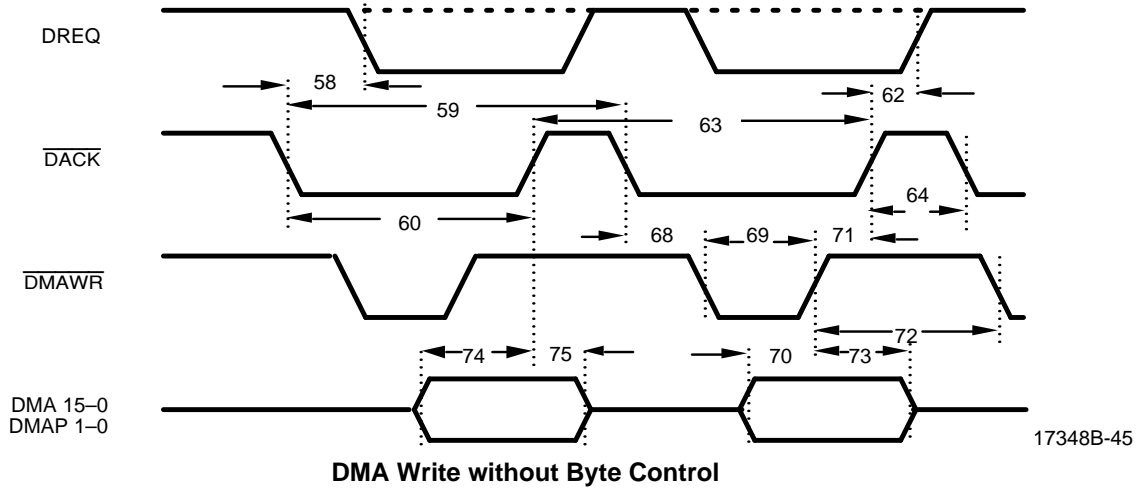 DREQ
58
59
62
63
DACK
64
60
68
69
71
DMAWR
72
74
75
70
73
DMA 15–0
DMAP 1–0
17348B-45
DMA Write without Byte Control